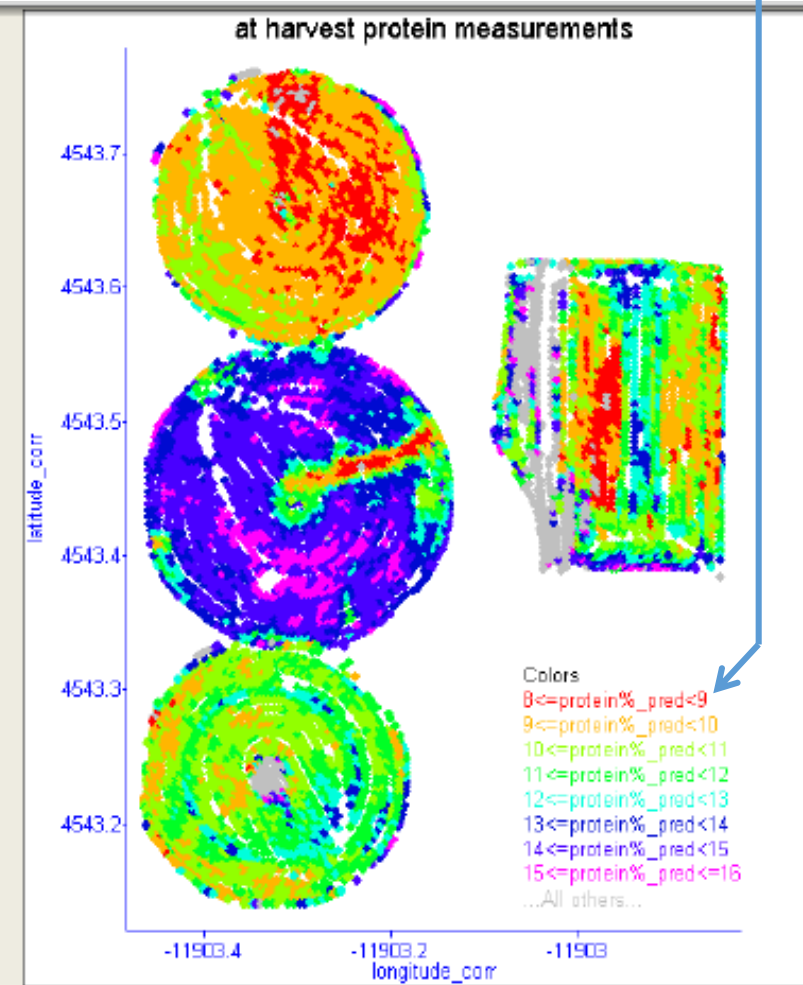 at harvest protein measurements
4543.7
4543.6
4543.5
4543.4
4543.3
4543.2
latitude_corr
-11903.4
-11903.2
-11903
longitude_corr
Colors
8<=protein%_pred<9
9<=protein%_pred<10
10<=protein%_pred<11
11<=protein%_pred<12
12<=protein%_pred<13
13<=protein%_pred<14
14<=protein%_pred<15
15<=protein%_pred<=16
...All others...